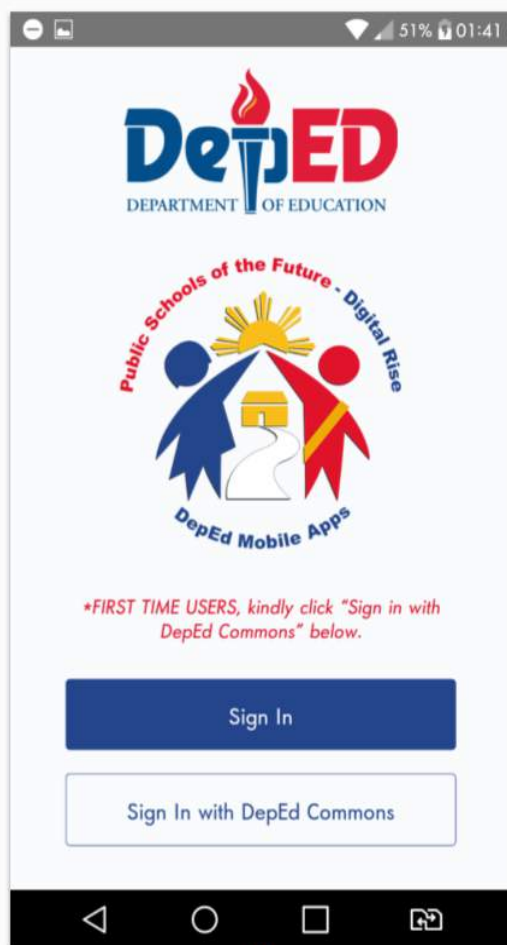 51% 01:41
DepED
DEPARTMENT OF EDUCATION
Public Schools of the Future - Digital Rise
DepEd Mobile Apps
*FIRST TIME USERS, kindly click “Sign in with
DepEd Commons” below.
Sign In
Sign In with DepEd Commons